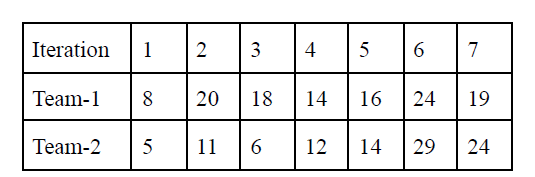 Iteration 1 2 3 4 5 6 7
Team-1 8 20 18 14 16 24 19
Team-2 5 11 6 12 14 29 24